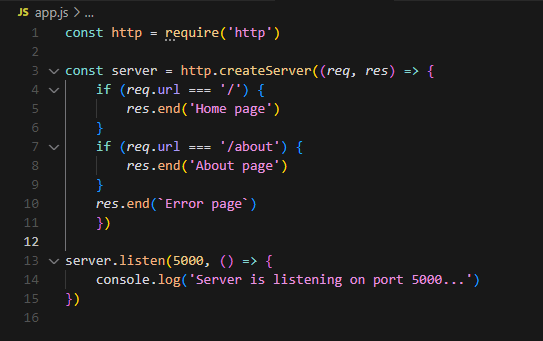 JS app.js > ...
1 const http = require('http')
2
3 const server = http.createServer((req, res) => {
4 if (req.url === '/') {
5 res.end('Home page')
6 }
7 if (req.url === '/about') {
8 res.end('About page')
9 }
10 res.end(`Error page`)
11 })
12
13 server.listen(5000, () => {
14 console.log('Server is listening on port 5000...')
15 })
16